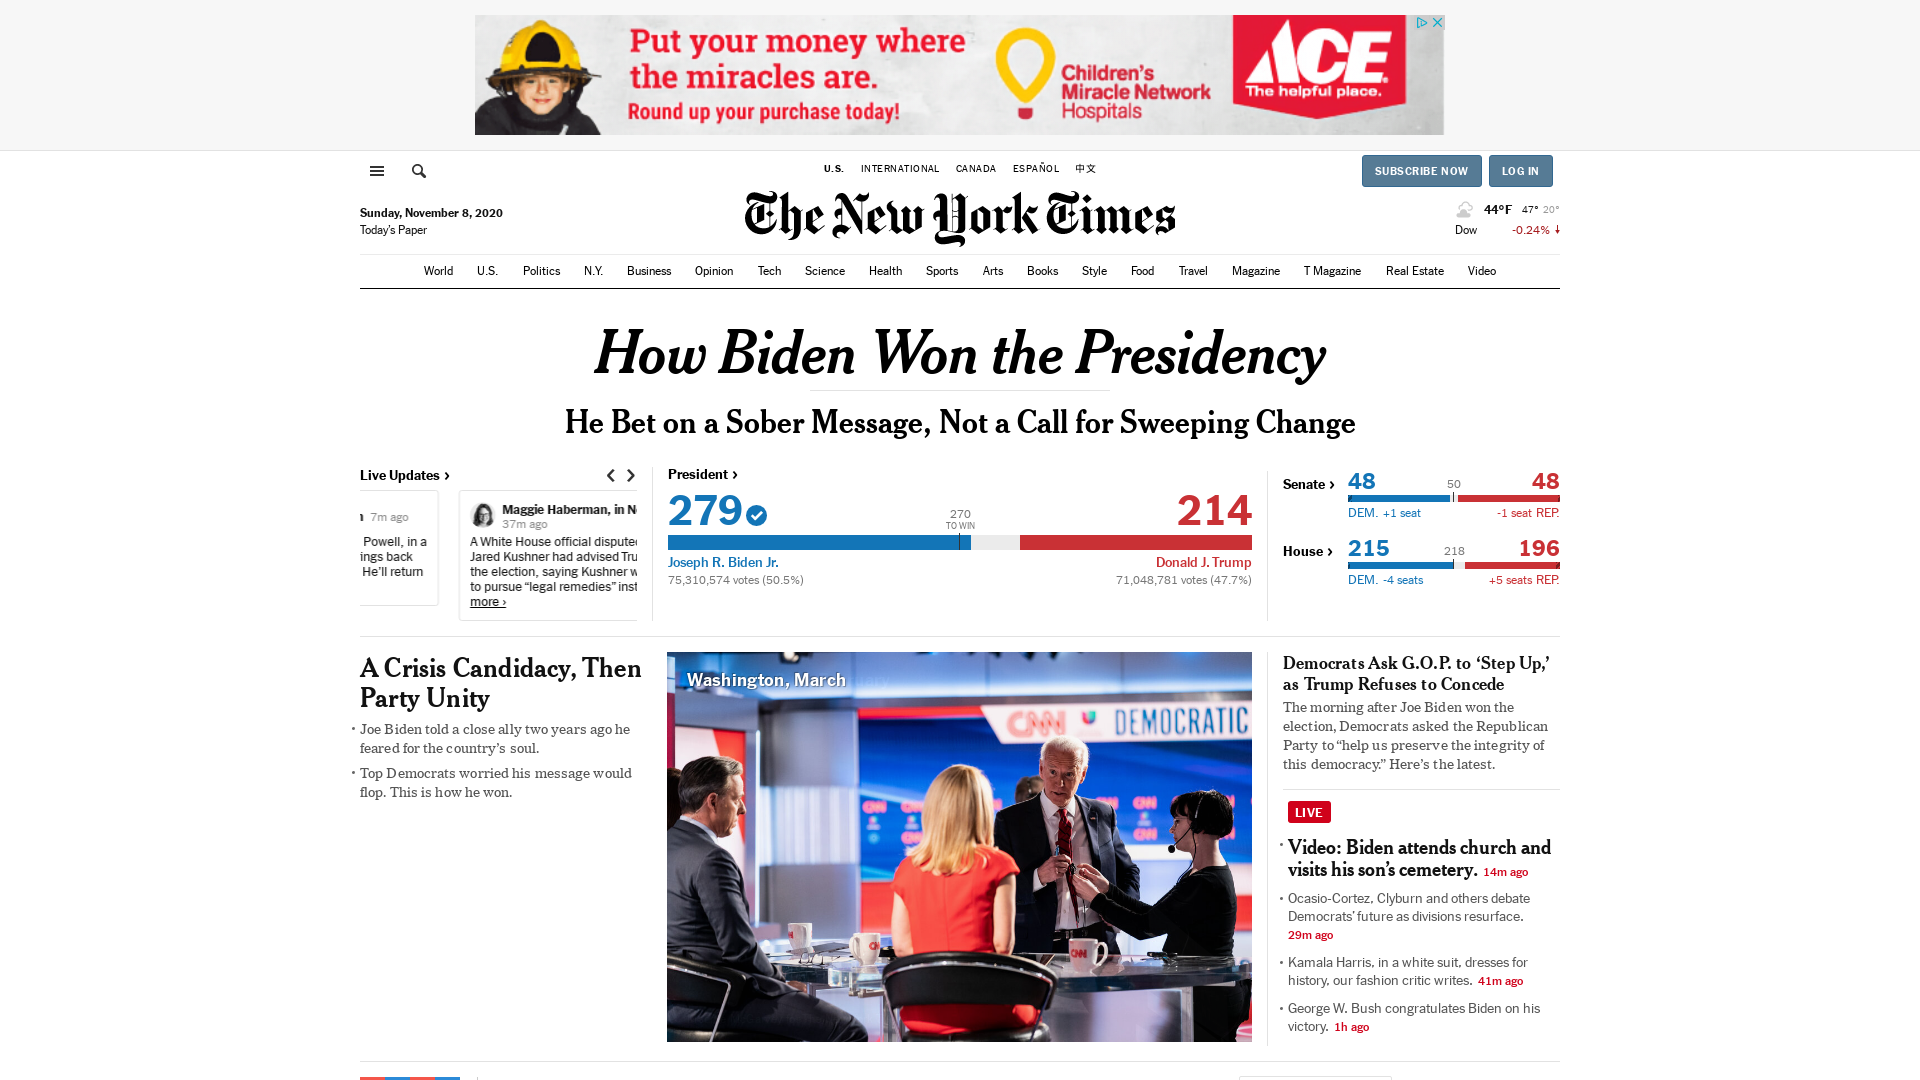 Put your money where
the miracles are.
Round up your purchase today!
Children's
Miracle Network
Hospitals
ACE
The helpful place.
U.S. INTERNATIONAL CANADA ESPAÑOL 中文
SUBSCRIBE NOW LOG IN
The New York Times
Sunday, November 8, 2020
Today's Paper
44°F 47° 20°
Dow -0.24%
World U.S. Politics N.Y. Business Opinion Tech Science Health Sports Arts Books Style Food Travel Magazine T Magazine Real Estate Video
How Biden Won the Presidency
He Bet on a Sober Message, Not a Call for Sweeping Change
Live Updates ›
7m ago
Powell, in a
ings back
He'll return
Maggie Haberman, in N
37m ago
A White House official disputed
Jared Kushner had advised Tru
the election, saying Kushner w
to pursue “legal remedies” inst
more ›
President ›
279
270
TO WIN
214
Joseph R. Biden Jr.
Donald J. Trump
75,310,574 votes (50.5%)
71,048,781 votes (47.7%)
Senate ›
48 50 48
DEM. +1 seat -1 seat REP.
House ›
215 218 196
DEM. -4 seats +5 seats REP.
A Crisis Candidacy, Then
Party Unity
Joe Biden told a close ally two years ago he
feared for the country’s soul.
Top Democrats worried his message would
flop. This is how he won.
Washington, March
CNN DEMOCRATIC
CNN
CNN
CNN
CNN
Democrats Ask G.O.P. to ‘Step Up,’
as Trump Refuses to Concede
The morning after Joe Biden won the
election, Democrats asked the Republican
Party to “help us preserve the integrity of
this democracy.” Here’s the latest.
LIVE
Video: Biden attends church and
visits his son’s cemetery. 14m ago
Ocasio-Cortez, Clyburn and others debate
Democrats’ future as divisions resurface.
29m ago
Kamala Harris, in a white suit, dresses for
history, our fashion critic writes. 41m ago
George W. Bush congratulates Biden on his
victory. 1h ago